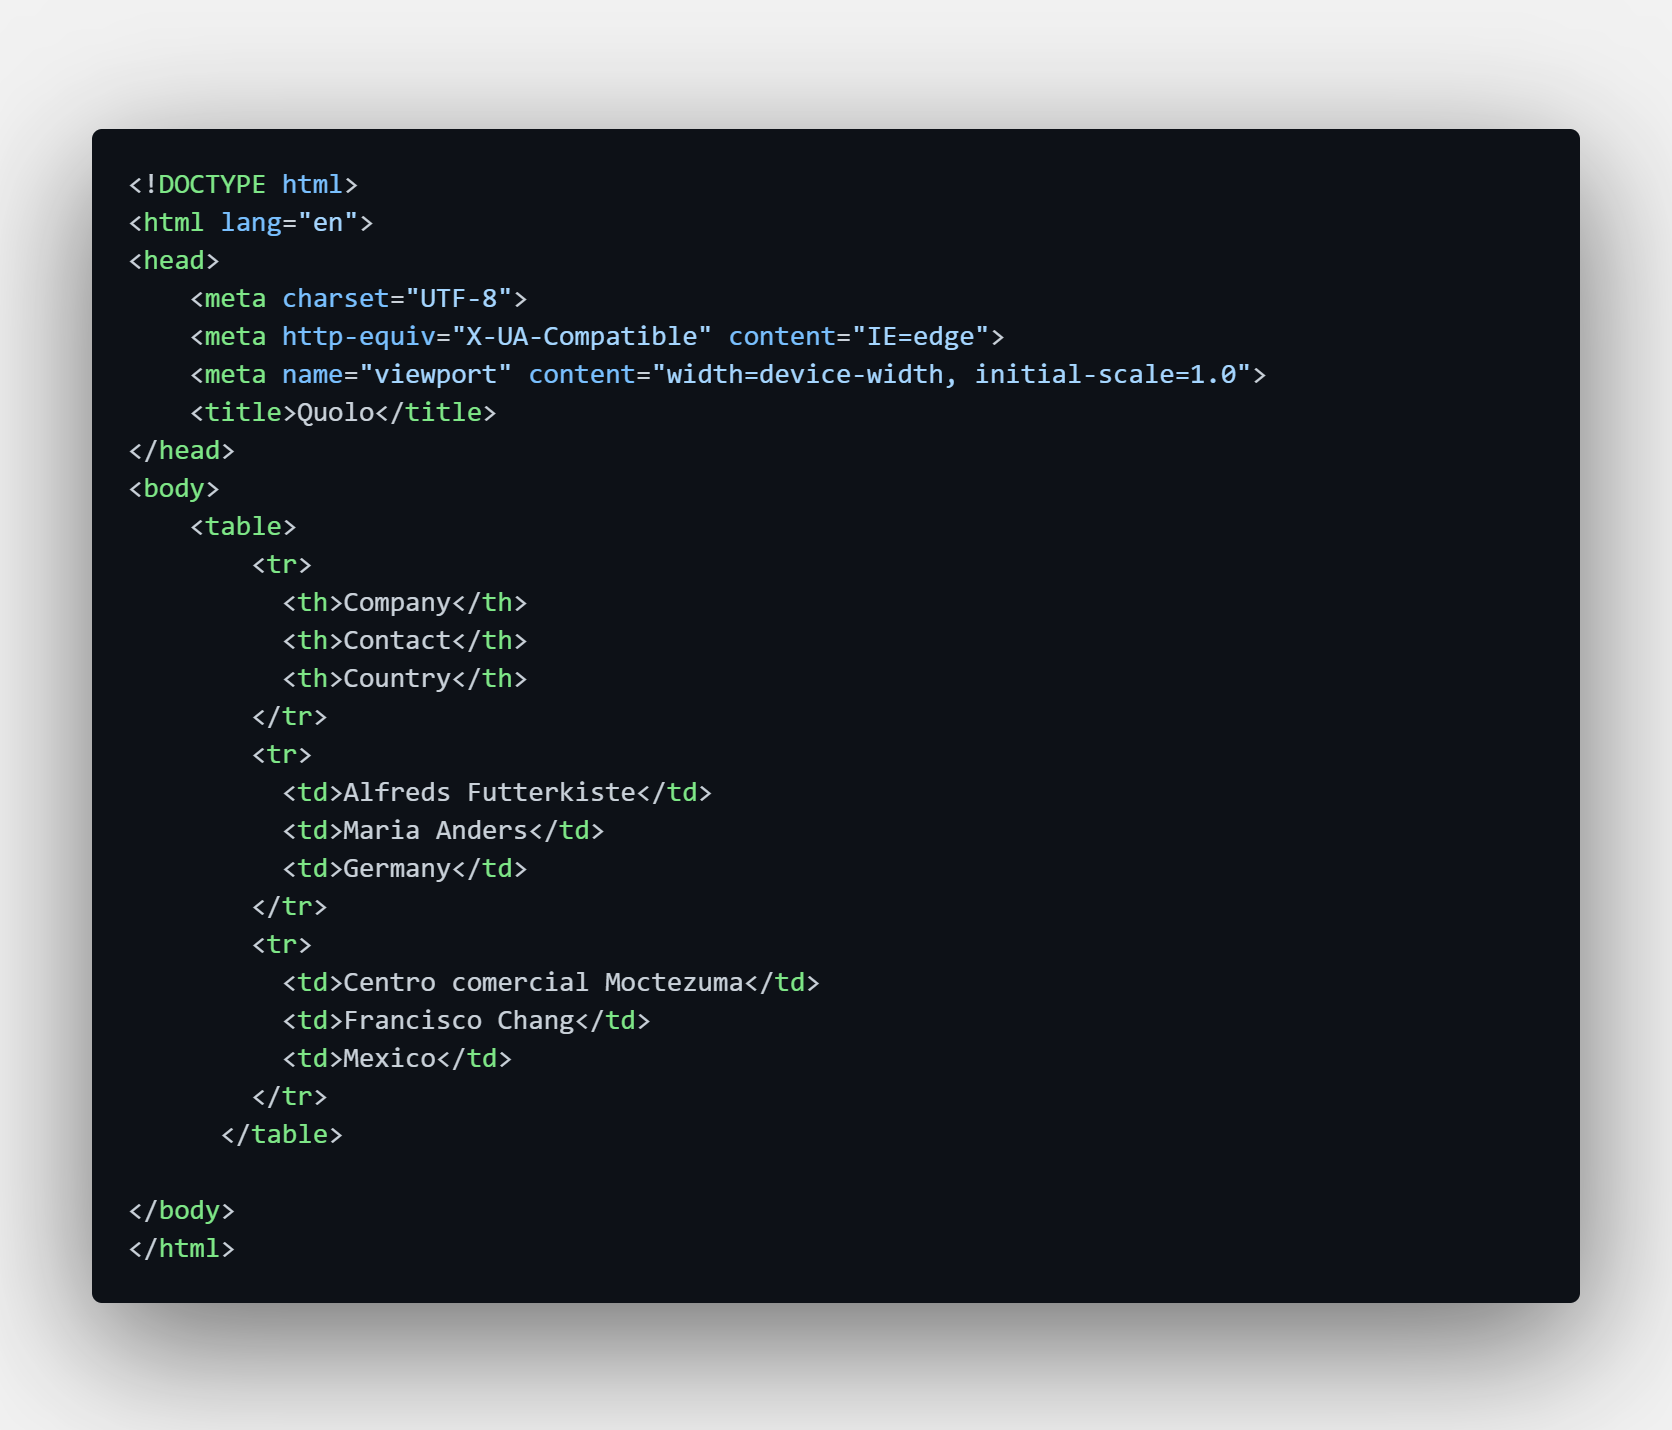 <!DOCTYPE html>
<html lang="en">
<head>
    <meta charset="UTF-8">
    <meta http-equiv="X-UA-Compatible" content="IE=edge">
    <meta name="viewport" content="width=device-width, initial-scale=1.0">
    <title>Quolo</title>
</head>
<body>
    <table>
        <tr>
          <th>Company</th>
          <th>Contact</th>
          <th>Country</th>
        </tr>
        <tr>
          <td>Alfreds Futterkiste</td>
          <td>Maria Anders</td>
          <td>Germany</td>
        </tr>
        <tr>
          <td>Centro comercial Moctezuma</td>
          <td>Francisco Chang</td>
          <td>Mexico</td>
        </tr>
      </table>

</body>
</html>